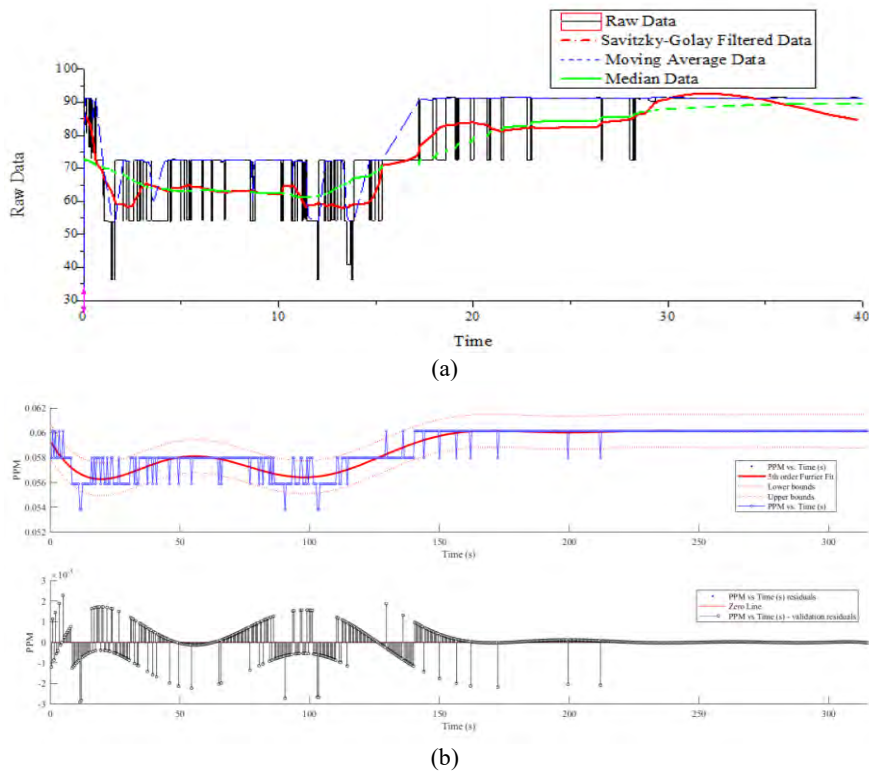 Raw Data
Savitzky-Golay Filtered Data
Moving Average Data
Median Data
100
90
80
70
60
50
40
30
Raw Data
0
10
20
30
40
Time
(a)
0.062
0.06
0.058
0.056
0.054
0.052
PPM
PPM vs. Time (s)
5th order Furrier Fit
Lower bounds
Upper bounds
PPM vs. Time (s)
0
50
100
150
200
250
300
Time (s)
×10⁻³
3
2
1
0
-1
-2
-3
PPM
PPM vs Time (s) residuals
Zero Line
PPM vs Time (s) - validation residuals
0
50
100
150
200
250
300
Time (s)
(b)